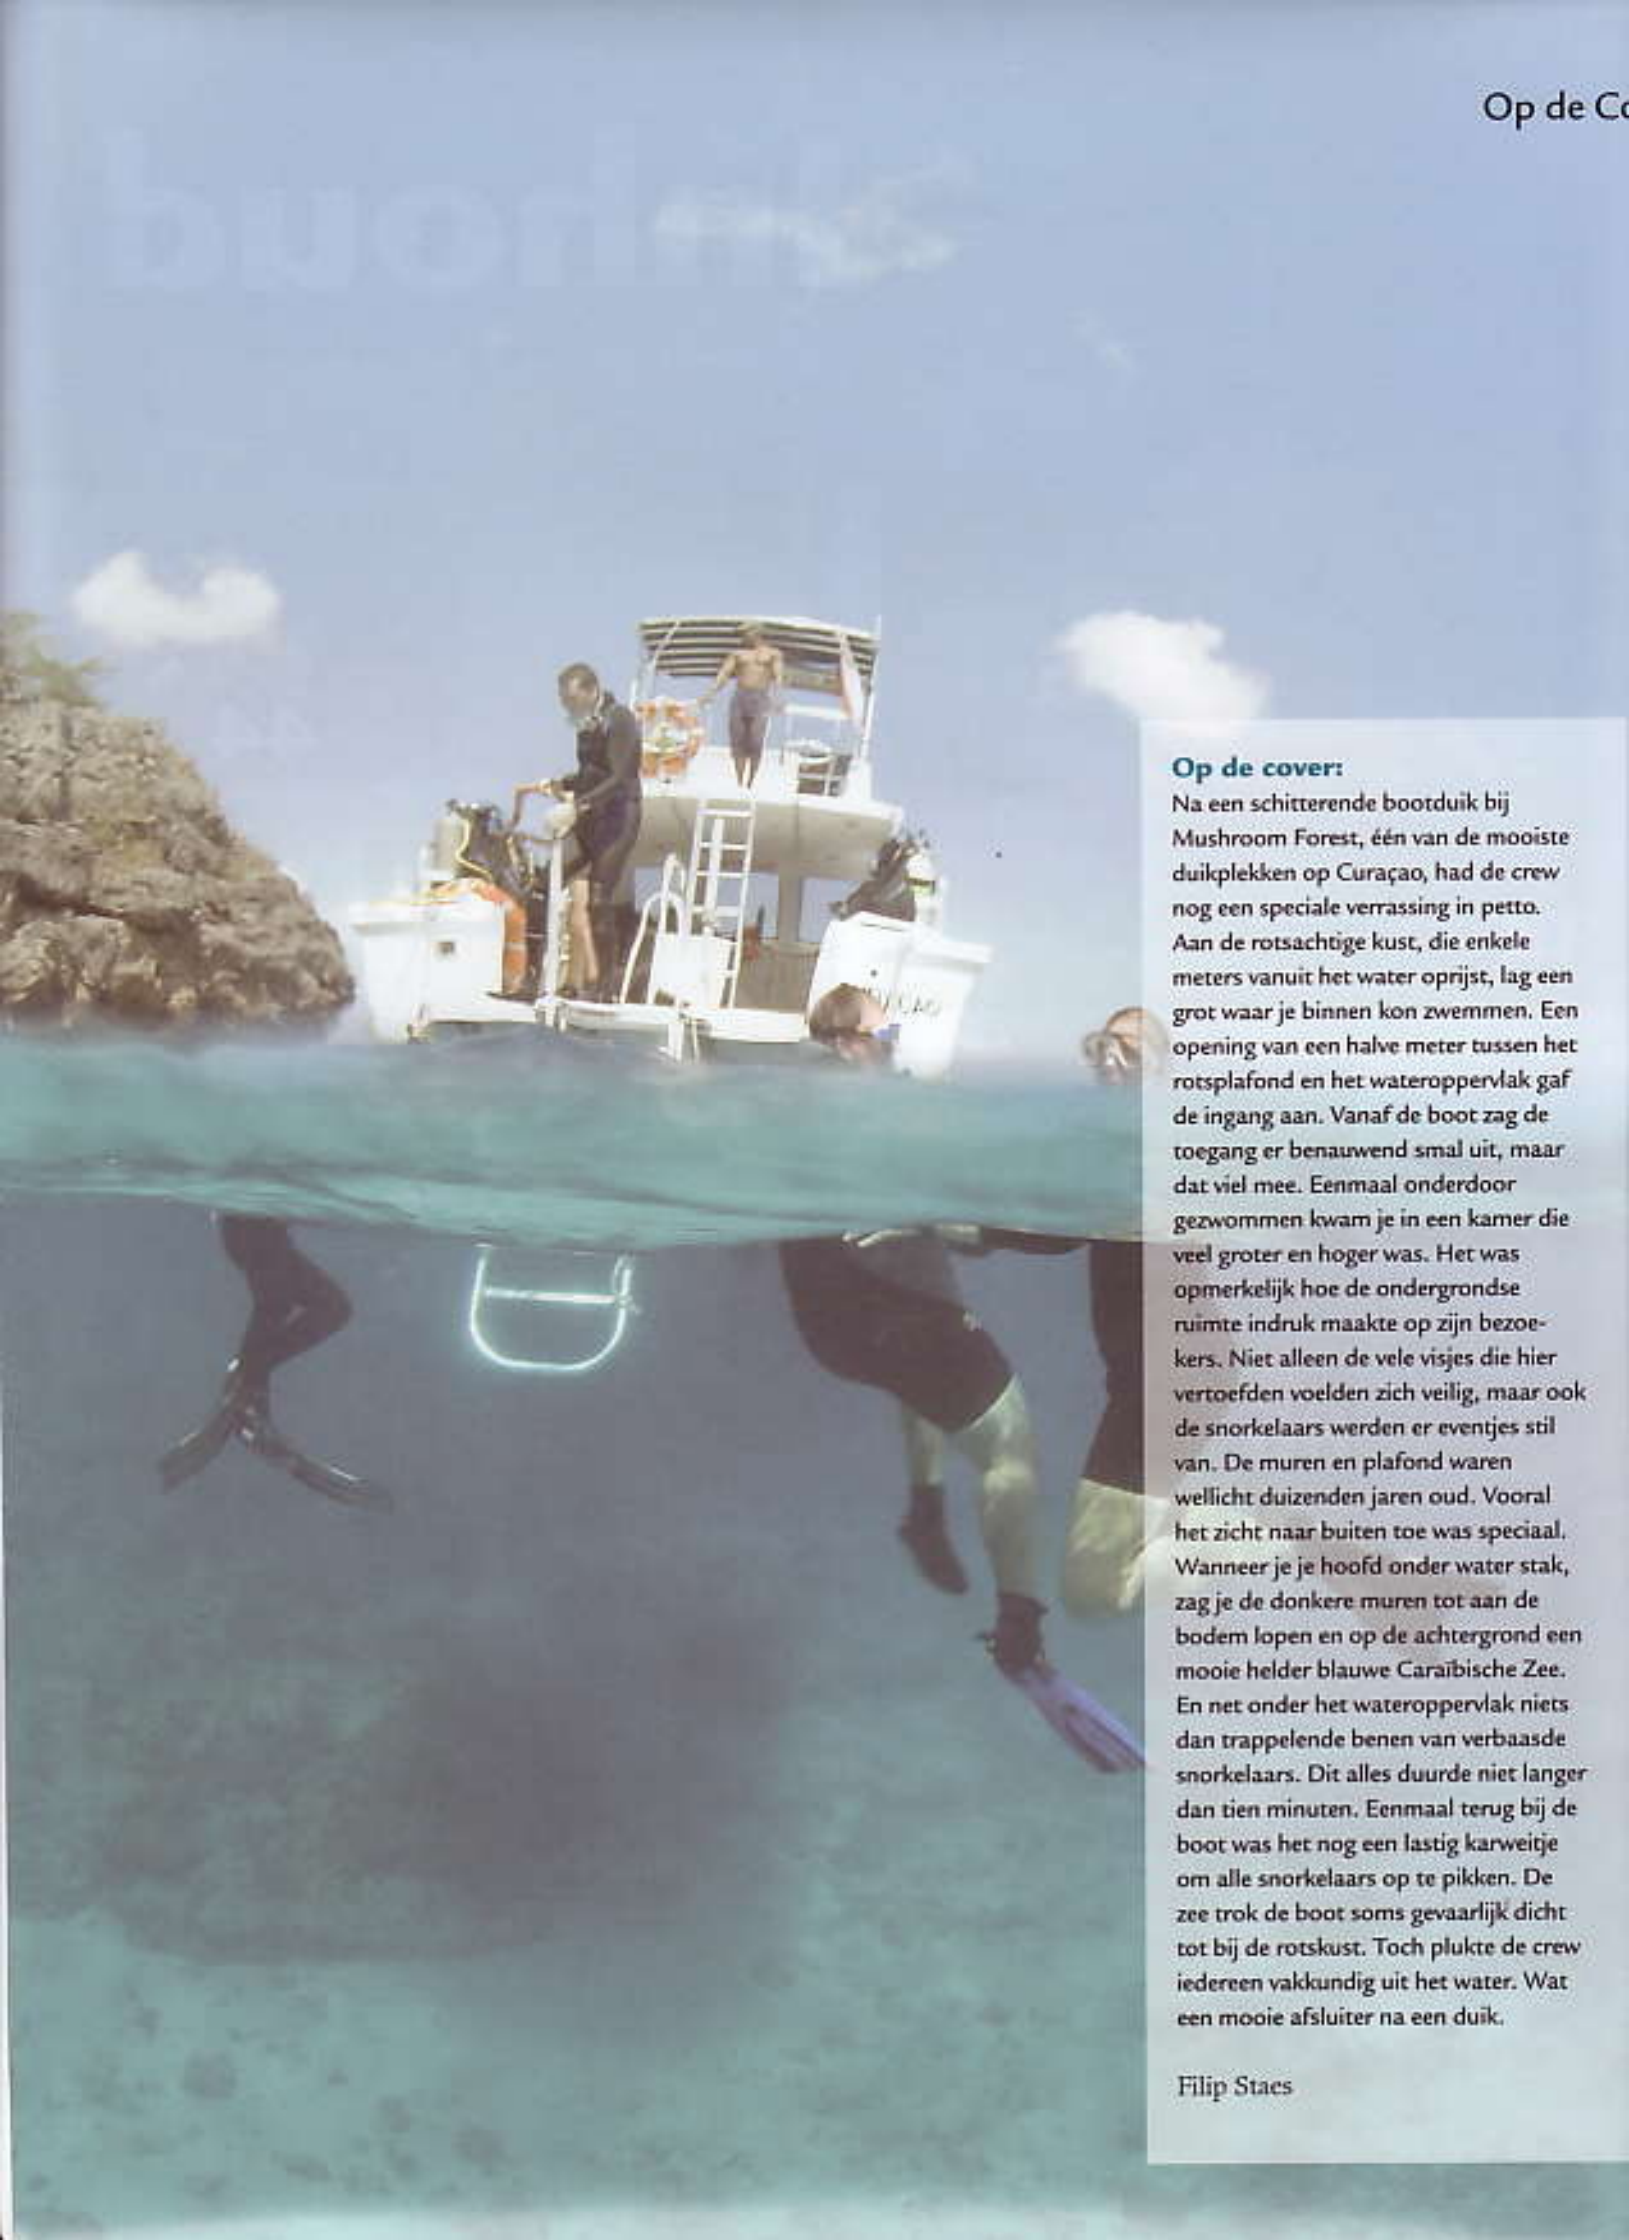 Op de Co
Op de cover:
Na een schitterende bootduik bij
Mushroom Forest, één van de mooiste
duikplekken op Curaçao, had de crew
nog een speciale verrassing in petto.
Aan de rotsachtige kust, die enkele
meters vanuit het water oprijst, lag een
grot waar je binnen kon zwemmen. Een
opening van een halve meter tussen het
rotsplafond en het wateroppervlak gaf
de ingang aan. Vanaf de boot zag de
toegang er benauwend smal uit, maar
dat viel mee. Eenmaal onderdoor
gezwommen kwam je in een kamer die
veel groter en hoger was. Het was
opmerkelijk hoe de ondergrondse
ruimte indruk maakte op zijn bezoe-
kers. Niet alleen de vele visjes die hier
vertoefden voelden zich veilig, maar ook
de snorkelaars werden er eventjes stil
van. De muren en plafond waren
wellicht duizenden jaren oud. Vooral
het zicht naar buiten toe was speciaal.
Wanneer je je hoofd onder water stak,
zag je de donkere muren tot aan de
bodem lopen en op de achtergrond een
mooie helder blauwe Caraïbische Zee.
En net onder het wateroppervlak niets
dan trappelende benen van verbaasde
snorkelaars. Dit alles duurde niet langer
dan tien minuten. Eenmaal terug bij de
boot was het nog een lastig karweitje
om alle snorkelaars op te pikken. De
zee trok de boot soms gevaarlijk dicht
tot bij de rotskust. Toch plukte de crew
iedereen vakkundig uit het water. Wat
een mooie afsluiter na een duik.
Filip Staes